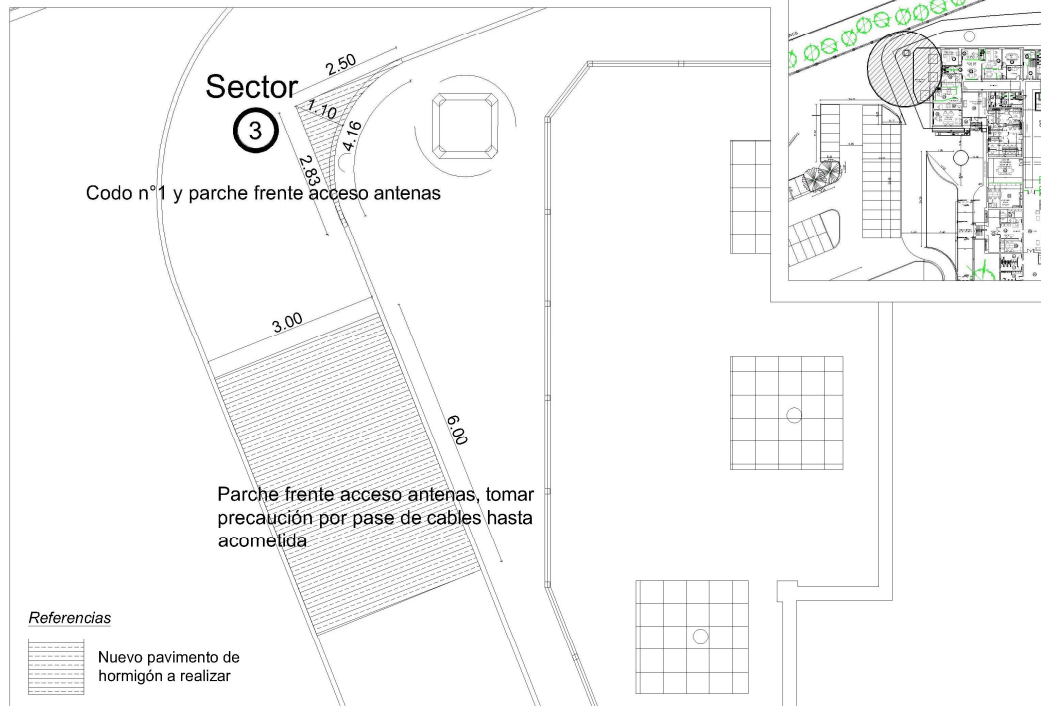 Sector
3
2.50
1.10
4.16
2.83
Codo n°1 y parche frente acceso antenas
3.00
6.00
Parche frente acceso antenas, tomar
precaución por pase de cables hasta
acometida
Referencias
Nuevo pavimento de
hormigón a realizar